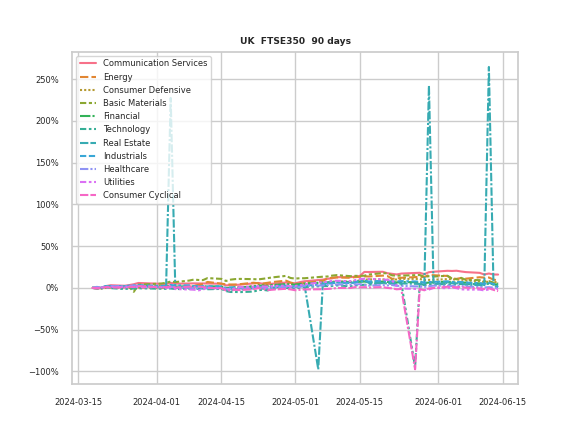 UK FTSE350 90 days
Communication Services
Energy
Consumer Defensive
Basic Materials
Financial
Technology
Real Estate
Industrials
Healthcare
Utilities
Consumer Cyclical
250%
200%
150%
100%
50%
0%
−50%
−100%
2024-03-15 2024-04-01 2024-04-15 2024-05-01 2024-05-15 2024-06-01 2024-06-15